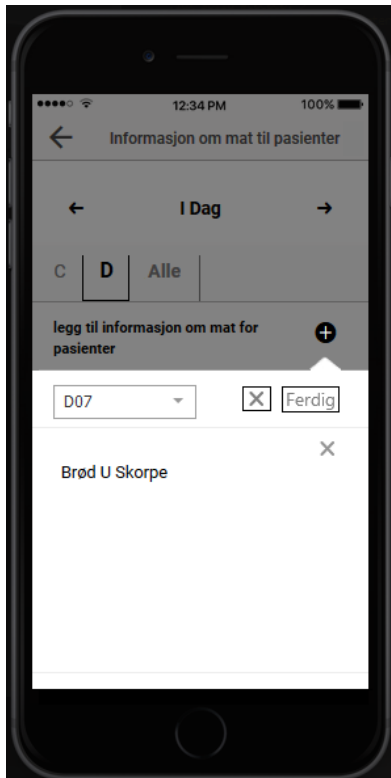 12:34 PM 100%
Informasjon om mat til pasienter
I Dag
C D Alle
legg til informasjon om mat for
pasienter
D07 Ferdig
Brød U Skorpe